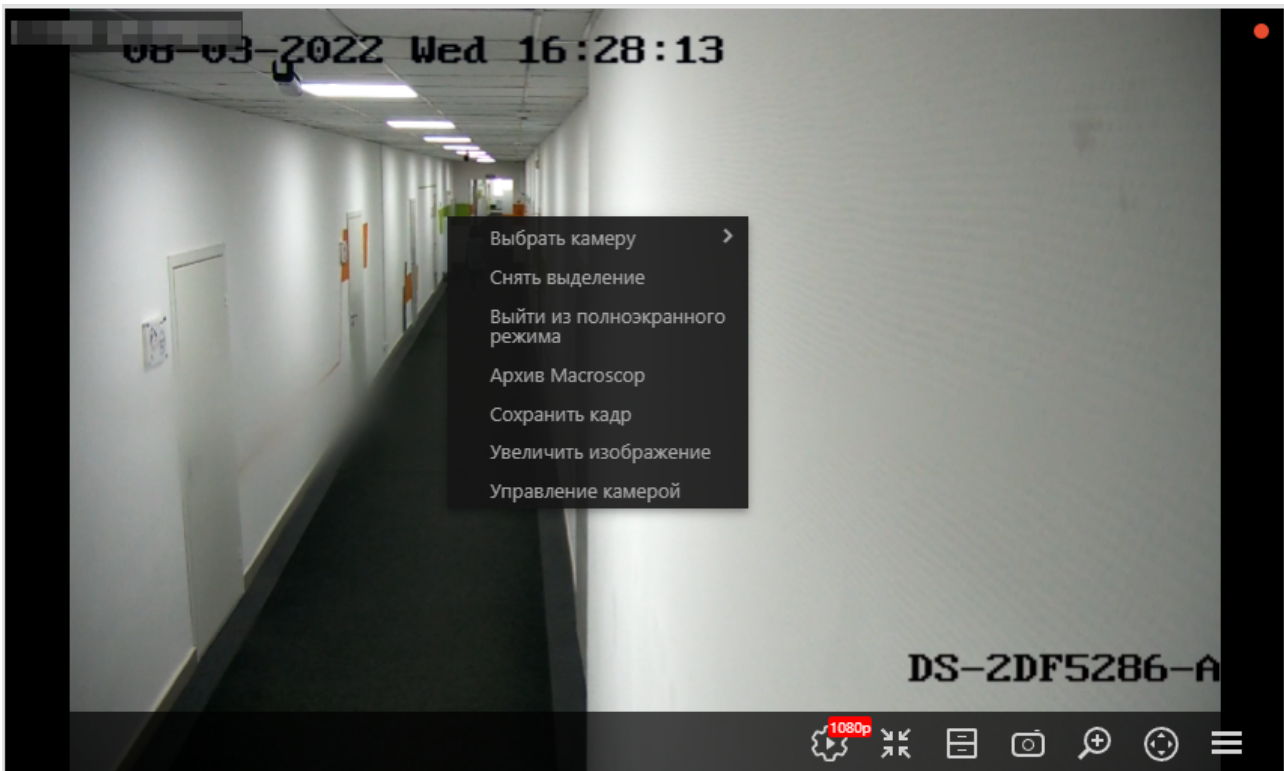 08-03-2022 Wed 16:28:13
Выбрать камеру
Снять выделение
Выйти из полноэкранного
режима
Архив Macroscop
Сохранить кадр
Увеличить изображение
Управление камерой
DS-2DF5286-A
1080p